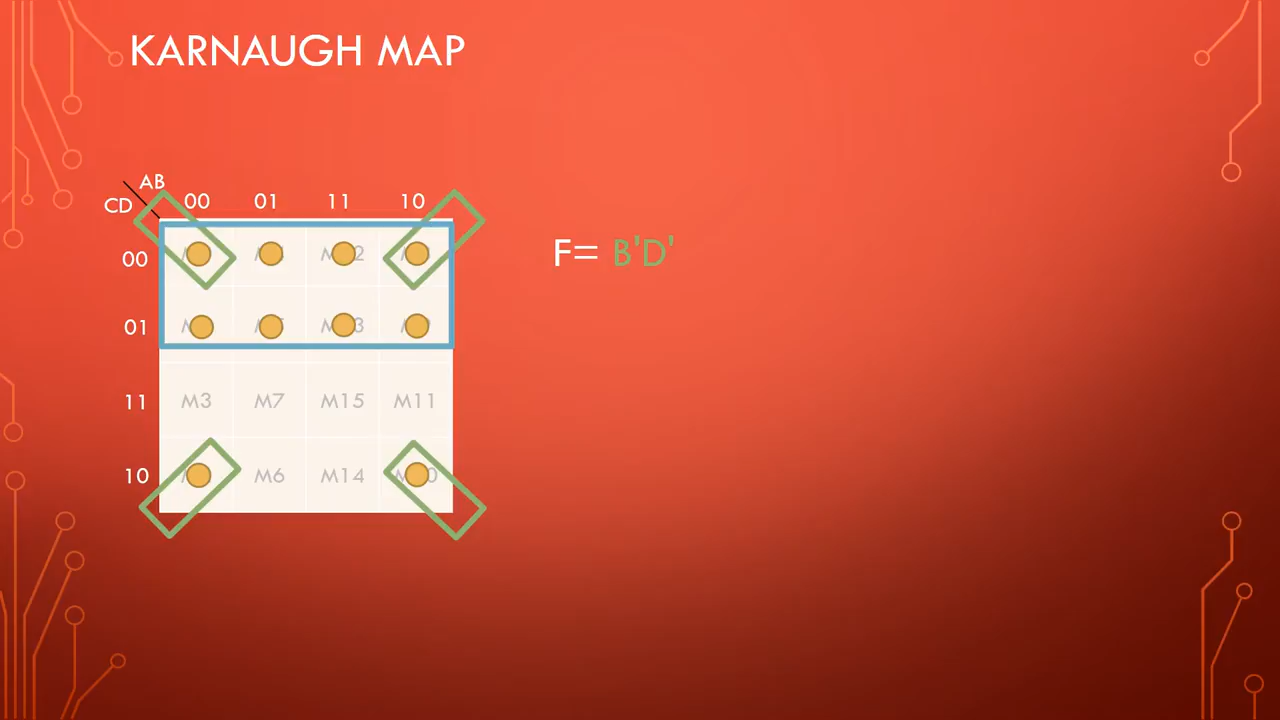 KARNAUGH MAP
AB
CD
00 01 11 10
00
F= B'D'
01
11 M3 M7 M15 M11
10 M6 M14